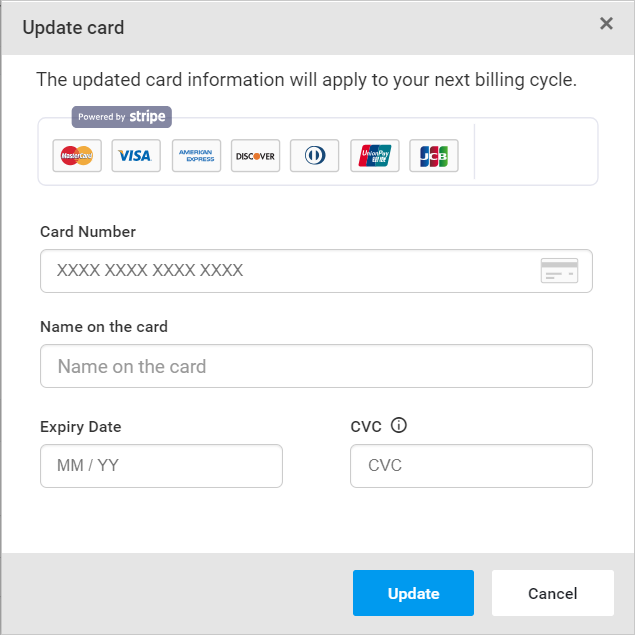 Update card
The updated card information will apply to your next billing cycle.
Powered by stripe
MasterCard VISA AMERICAN EXPRESS DISCOVER UnionPay 银联 JCB
Card Number
XXXX XXXX XXXX XXXX
Name on the card
Name on the card
Expiry Date CVC
MM / YY CVC
Update Cancel